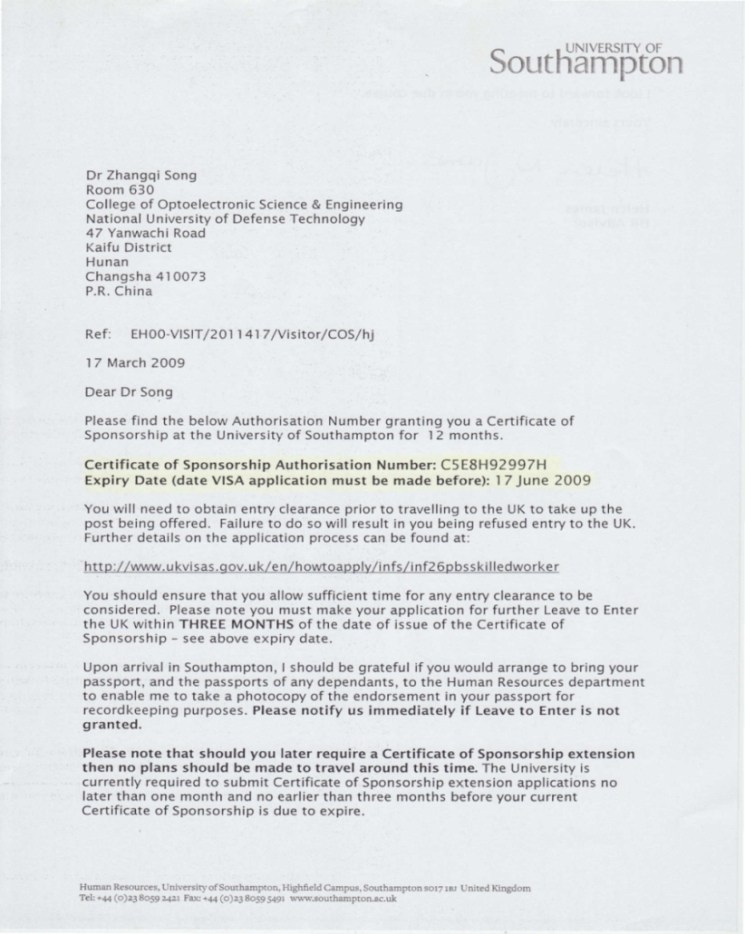 UNIVERSITY OF
Southampton
Dr Zhangqi Song
Room 630
College of Optoelectronic Science & Engineering
National University of Defense Technology
47 Yanwachi Road
Kaifu District
Hunan
Changsha 410073
P.R. China
Ref: EH00-VISIT/2011417/Visitor/COS/hj
17 March 2009
Dear Dr Song
Please find the below Authorisation Number granting you a Certificate of
Sponsorship at the University of Southampton for 12 months.
Certificate of Sponsorship Authorisation Number: C5E8H92997H
Expiry Date (date VISA application must be made before): 17 June 2009
You will need to obtain entry clearance prior to travelling to the UK to take up the
post being offered. Failure to do so will result in you being refused entry to the UK.
Further details on the application process can be found at:
http://www.ukvisas.gov.uk/en/howtoapply/infs/inf26pbsskilledworker
You should ensure that you allow sufficient time for any entry clearance to be
considered. Please note you must make your application for further Leave to Enter
the UK within THREE MONTHS of the date of issue of the Certificate of
Sponsorship – see above expiry date.
Upon arrival in Southampton, I should be grateful if you would arrange to bring your
passport, and the passports of any dependants, to the Human Resources department
to enable me to take a photocopy of the endorsement in your passport for
recordkeeping purposes. Please notify us immediately if Leave to Enter is not
granted.
Please note that should you later require a Certificate of Sponsorship extension
then no plans should be made to travel around this time. The University is
currently required to submit Certificate of Sponsorship extension applications no
later than one month and no earlier than three months before your current
Certificate of Sponsorship is due to expire.
Human Resources, University of Southampton, Highfield Campus, Southampton SO17 1BJ United Kingdom
Tel: +44 (0)23 8059 2421 Fax: +44 (0)23 8059 5491 www.southampton.ac.uk